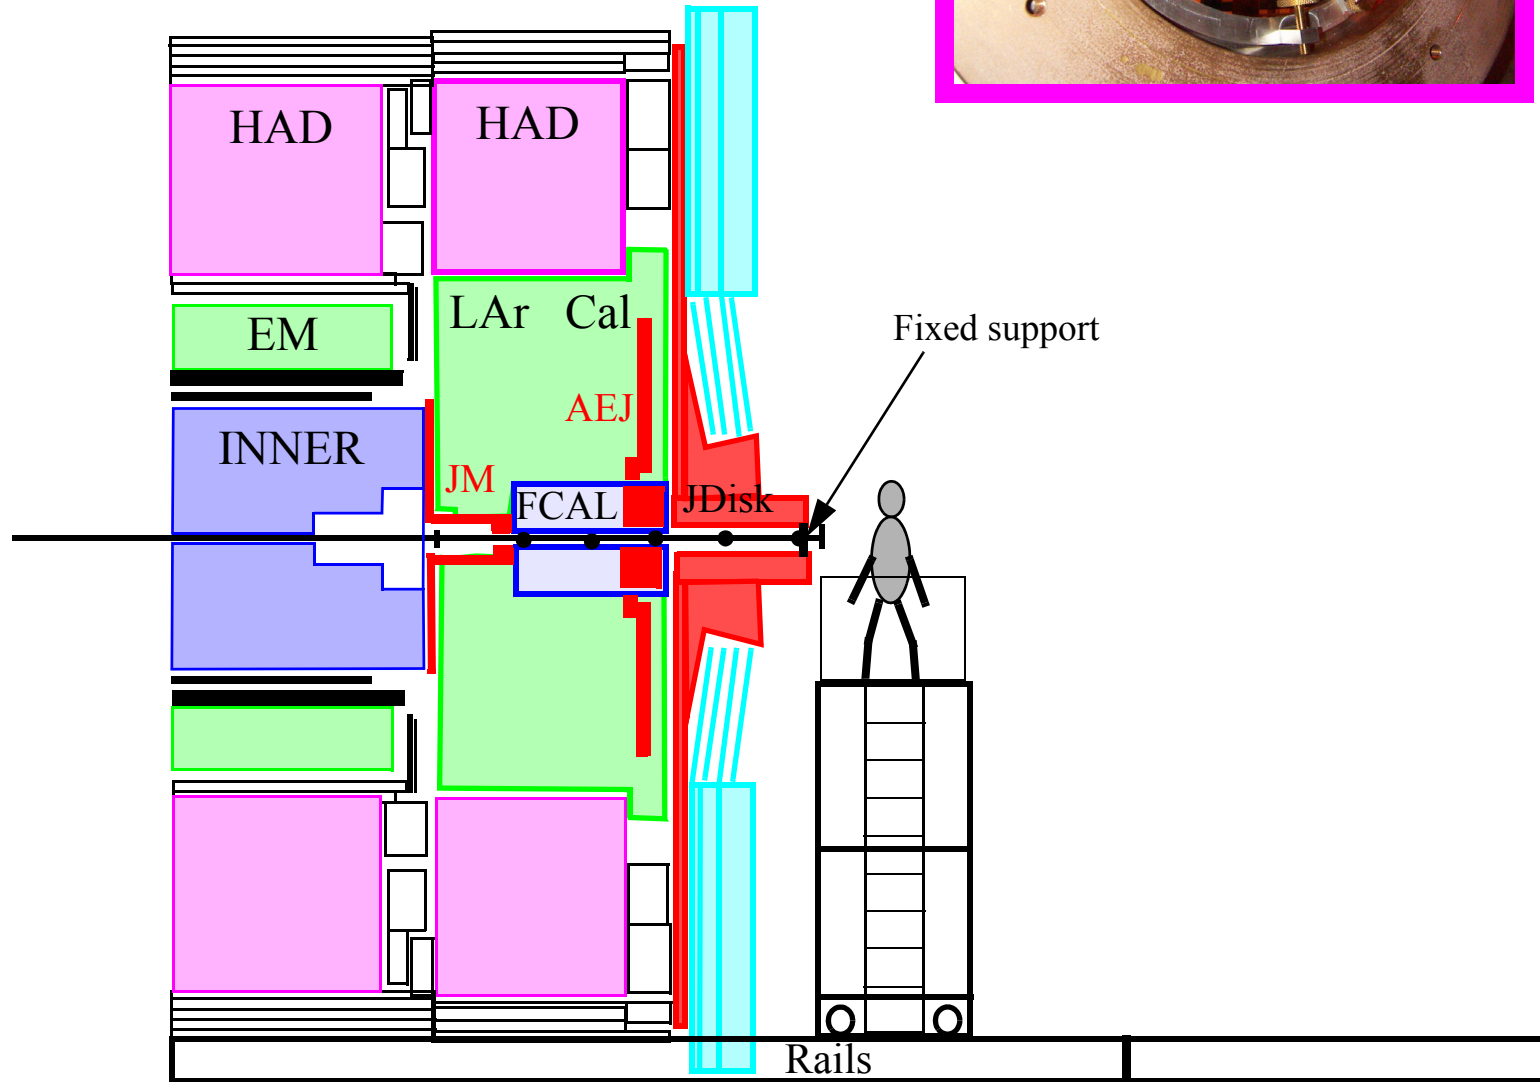 HAD
HAD
LAr Cal
Fixed support
EM
AEJ
INNER
JM
FCAL
JDisk
Rails